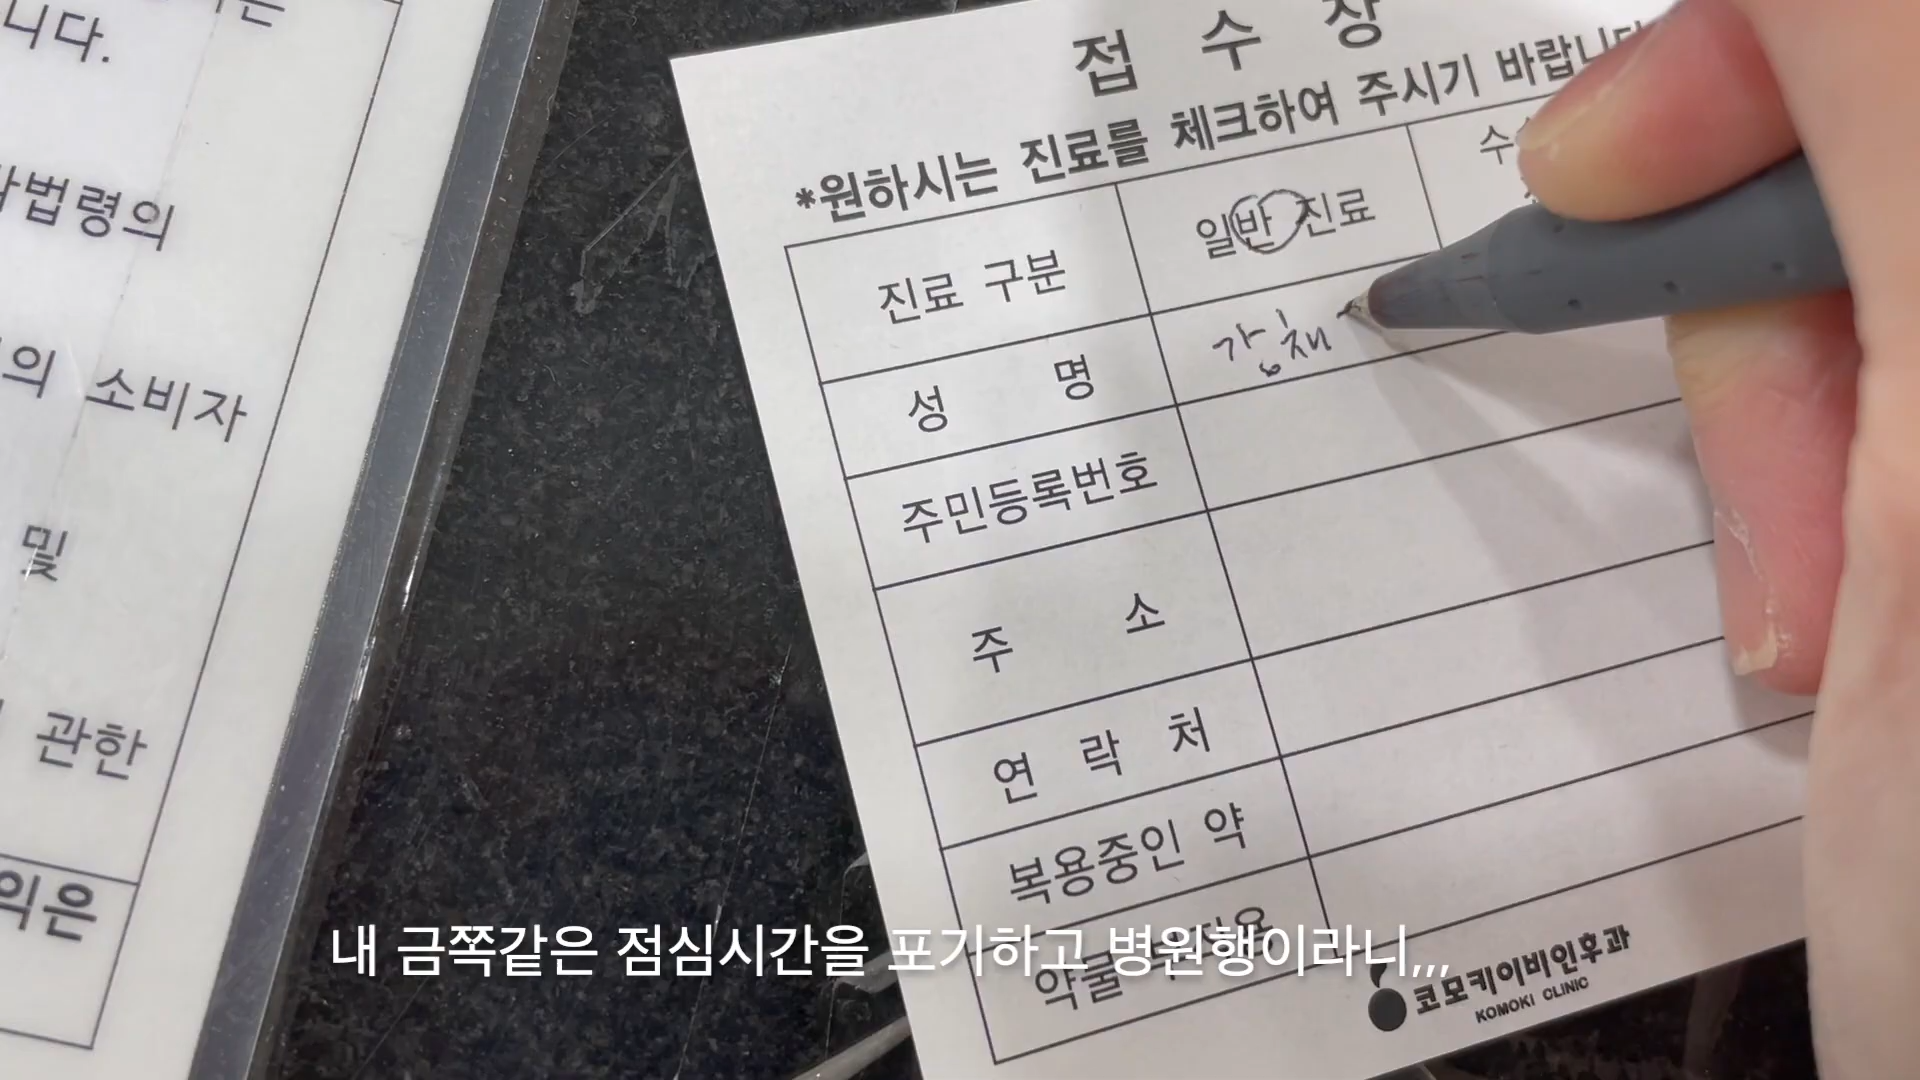 니다.
법령의
의 소비자
및
관한
익은
접 수 장
*원하시는 진료를 체크하여 주시기 바랍니다
진료 구분
일반 진료
성 명
강채
주민등록번호
주 소
연 락 처
복용중인 약
약물
코모키이비인후과
KOMOKI CLINIC
내 금쪽같은 점심시간을 포기하고 병원행이라니,,,